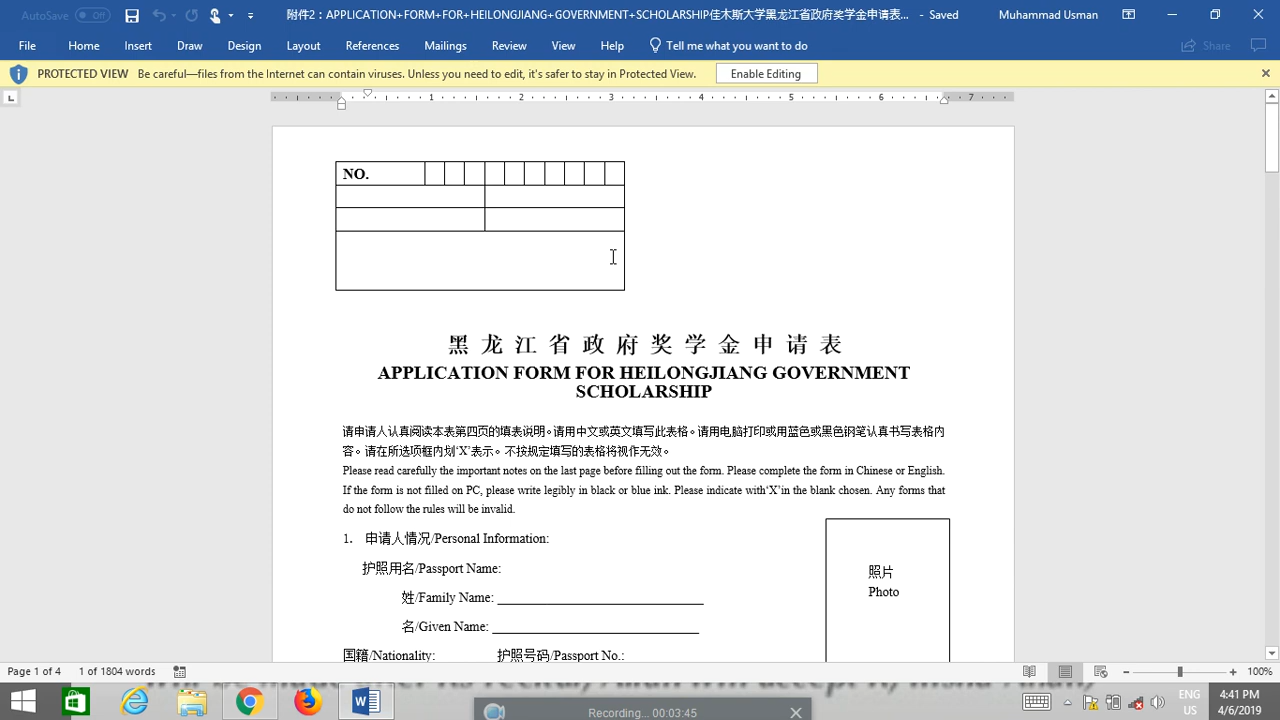 AutoSave Off 附件2：APPLICATION+FORM+FOR+HEILONGJIANG+GOVERNMENT+SCHOLARSHIP佳木斯大学黑龙江省政府奖学金申请表... - Saved Muhammad Usman
File Home Insert Draw Design Layout References Mailings Review View Help Tell me what you want to do Share
PROTECTED VIEW Be careful—files from the Internet can contain viruses. Unless you need to edit, it's safer to stay in Protected View. Enable Editing
1 2 3 4 5 6 7
NO.
黑龙江省政府奖学金申请表
APPLICATION FORM FOR HEILONGJIANG GOVERNMENT
SCHOLARSHIP
请申请人认真阅读本表第四页的填表说明。请用中文或英文填写此表格。请用电脑打印或用蓝色或黑色钢笔认真书写表格内
容。请在所选项框内划‘X’表示。不按规定填写的表格将视作无效。
Please read carefully the important notes on the last page before filling out the form. Please complete the form in Chinese or English.
If the form is not filled on PC, please write legibly in black or blue ink. Please indicate with‘X’in the blank chosen. Any forms that
do not follow the rules will be invalid.
1. 申请人情况/Personal Information:
护照用名/Passport Name:
姓/Family Name:
名/Given Name:
照片
Photo
国籍/Nationality: 护照号码/Passport No.:
Page 1 of 4 1 of 1804 words 100%
ENG
US
4:41 PM
4/6/2019
Recording... 00:03:45